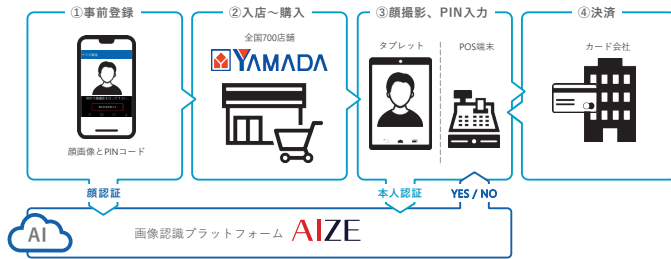 ①事前登録
顔画像とPINコード
②入店～購入
全国700店舗
YAMADA
③顔撮影、PIN入力
タブレット
POS端末
④決済
カード会社
顔認証
本人認証
YES / NO
AI
画像認識プラットフォーム AIZE